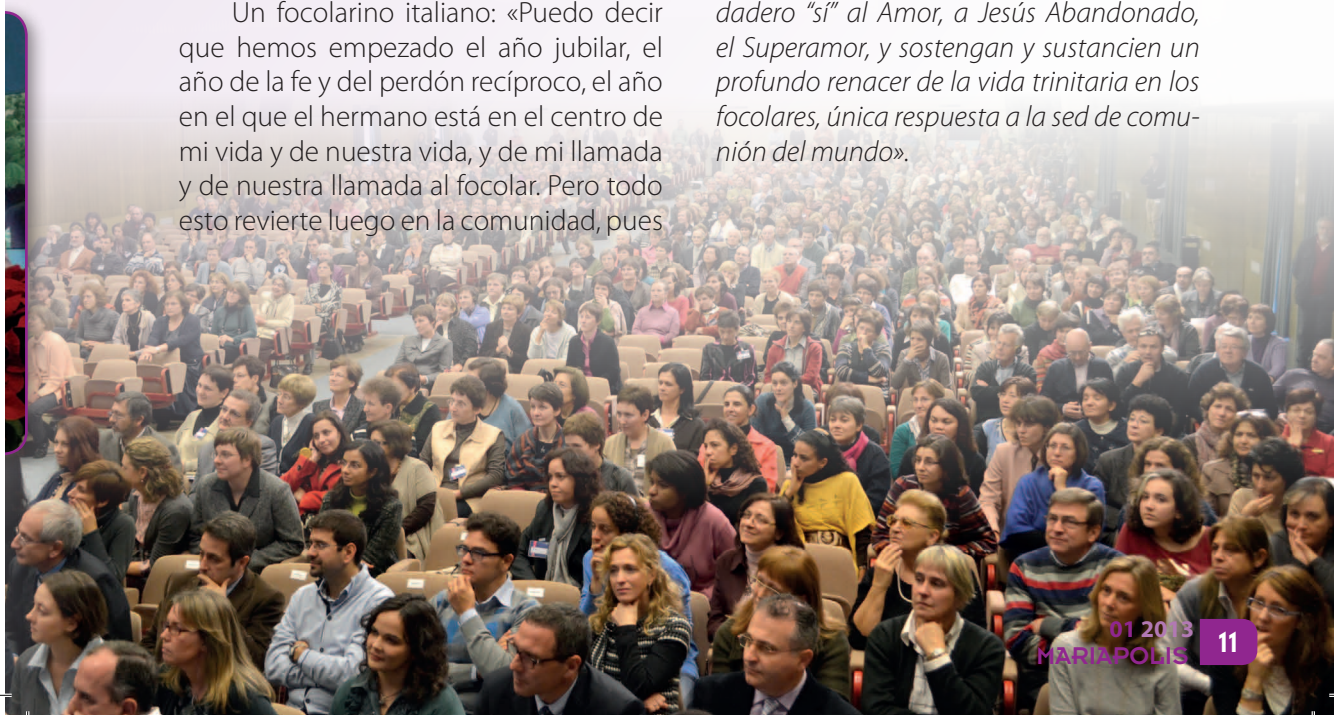 Un focolarino italiano: «Puedo decir
que hemos empezado el año jubilar, el
año de la fe y del perdón recíproco, el año
en el que el hermano está en el centro de
mi vida y de nuestra vida, y de mi llamada
y de nuestra llamada al focolar. Pero todo
esto revierte luego en la comunidad, pues
dadero “sí” al Amor, a Jesús Abandonado,
el Superamor, y sostengan y sustancien un
profundo renacer de la vida trinitaria en los
focolares, única respuesta a la sed de comu-
nión del mundo».
01 2013
MARIAPOLIS
11